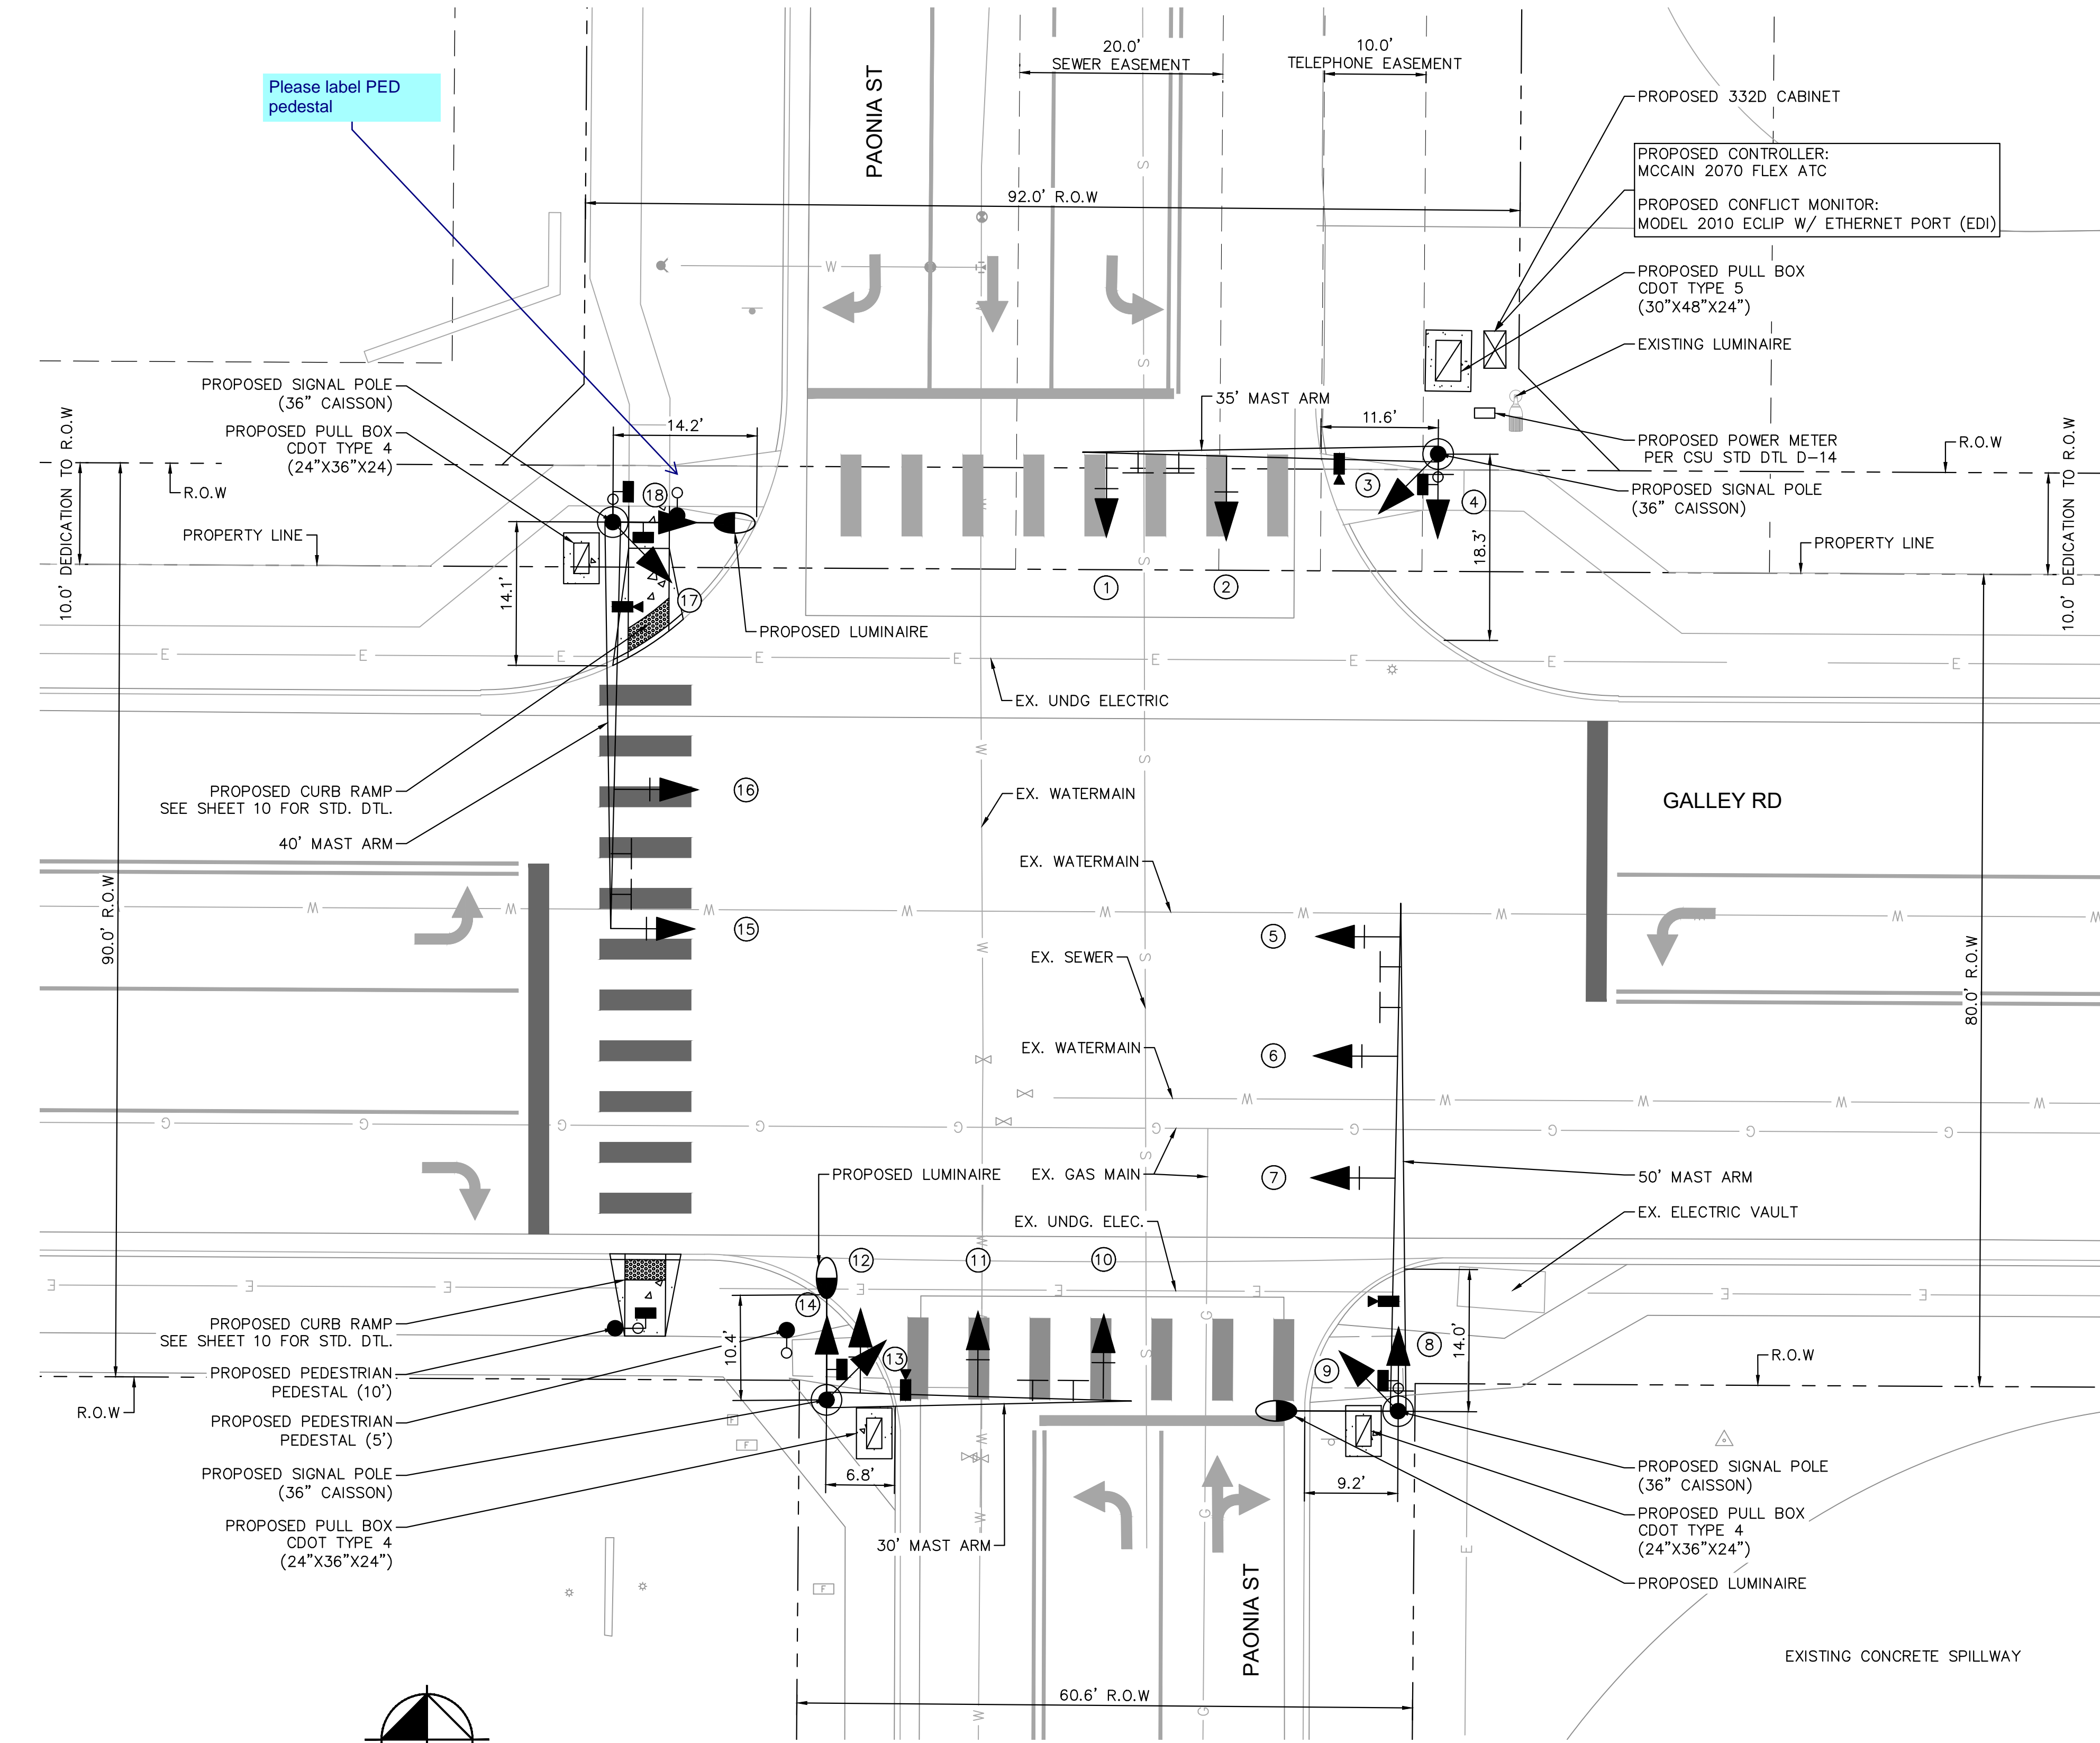 Please label PED
pedestal
PAONIA ST
20.0'
SEWER EASEMENT
10.0'
TELEPHONE EASEMENT
92.0' R.O.W
PROPOSED 332D CABINET
PROPOSED CONTROLLER:
MCCAIN 2070 FLEX ATC
PROPOSED CONFLICT MONITOR:
MODEL 2010 ECLIP W/ ETHERNET PORT (EDI)
PROPOSED PULL BOX
CDOT TYPE 5
(30"X48"X24")
EXISTING LUMINAIRE
PROPOSED POWER METER
PER CSU STD DTL D-14
R.O.W
PROPOSED SIGNAL POLE
(36" CAISSON)
PROPERTY LINE
10.0' DEDICATION TO R.O.W
80.0' R.O.W
PROPOSED SIGNAL POLE
(36" CAISSON)
PROPOSED PULL BOX
CDOT TYPE 4
(24"X36"X24)
R.O.W
PROPERTY LINE
10.0' DEDICATION TO R.O.W
90.0' R.O.W
14.2'
14.1'
18
17
PROPOSED LUMINAIRE
35' MAST ARM
11.6'
18.3'
3
4
1
2
W
S
S
W
S
S
E
E
E
E
E
E
E
E
E
EX. UNDG ELECTRIC
PROPOSED CURB RAMP
SEE SHEET 10 FOR STD. DTL.
40' MAST ARM
16
15
EX. WATERMAIN
GALLEY RD
EX. WATERMAIN
W
S
W
W
W
W
W
W
W
W
W
5
EX. SEWER
W
S
EX. WATERMAIN
6
W
W
W
W
W
G
G
G
G
G
G
G
G
G
G
S
PROPOSED LUMINAIRE
EX. GAS MAIN
7
50' MAST ARM
EX. UNDG. ELEC.
EX. ELECTRIC VAULT
12
11
10
W
E
E
E
E
E
E
E
E
14
13
10.4'
G
S
9
8
14.0'
R.O.W
PROPOSED CURB RAMP
SEE SHEET 10 FOR STD. DTL.
PROPOSED PEDESTRIAN
PEDESTAL (10')
R.O.W
PROPOSED PEDESTRIAN
PEDESTAL (5')
PROPOSED SIGNAL POLE
(36" CAISSON)
PROPOSED PULL BOX
CDOT TYPE 4
(24"X36"X24")
F
F
F
6.8'
30' MAST ARM
W
W
G
9.2'
PROPOSED SIGNAL POLE
(36" CAISSON)
PROPOSED PULL BOX
CDOT TYPE 4
(24"X36"X24")
PROPOSED LUMINAIRE
E
PAONIA ST
EXISTING CONCRETE SPILLWAY
60.6' R.O.W
W
G